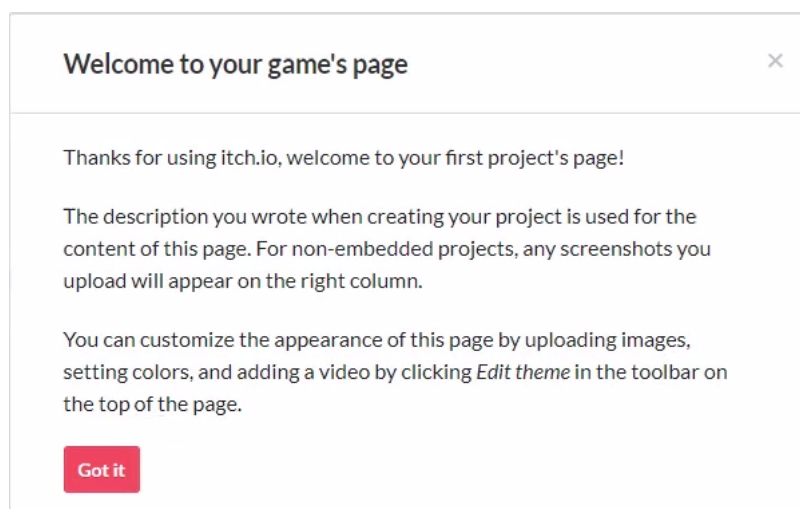 Welcome to your game's page
Thanks for using itch.io, welcome to your first project's page!
The description you wrote when creating your project is used for the
content of this page. For non-embedded projects, any screenshots you
upload will appear on the right column.
You can customize the appearance of this page by uploading images,
setting colors, and adding a video by clicking Edit theme in the toolbar on
the top of the page.
Got it